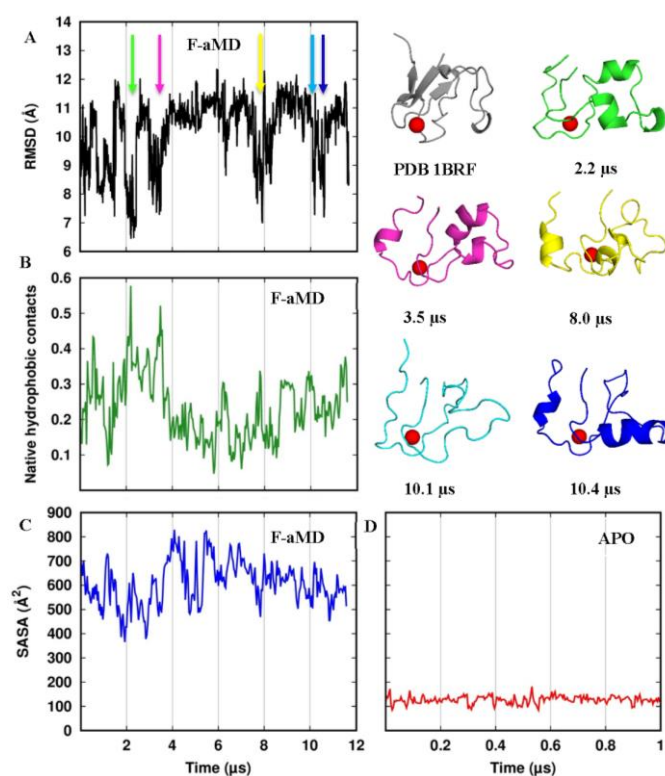 A
F-aMD
14
13
12
11
10
9
8
7
6
RMSD (Å)
PDB 1BRF
2.2 µs
3.5 µs
8.0 µs
10.1 µs
10.4 µs
B
F-aMD
0.6
0.5
0.4
0.3
0.2
0.1
Native hydrophobic contacts
C
F-aMD
900
800
700
600
500
400
300
200
100
0
SASA (Å²)
2 4 6 8 10 12
Time (µs)
D
APO
0.2 0.4 0.6 0.8 1
Time (µs)